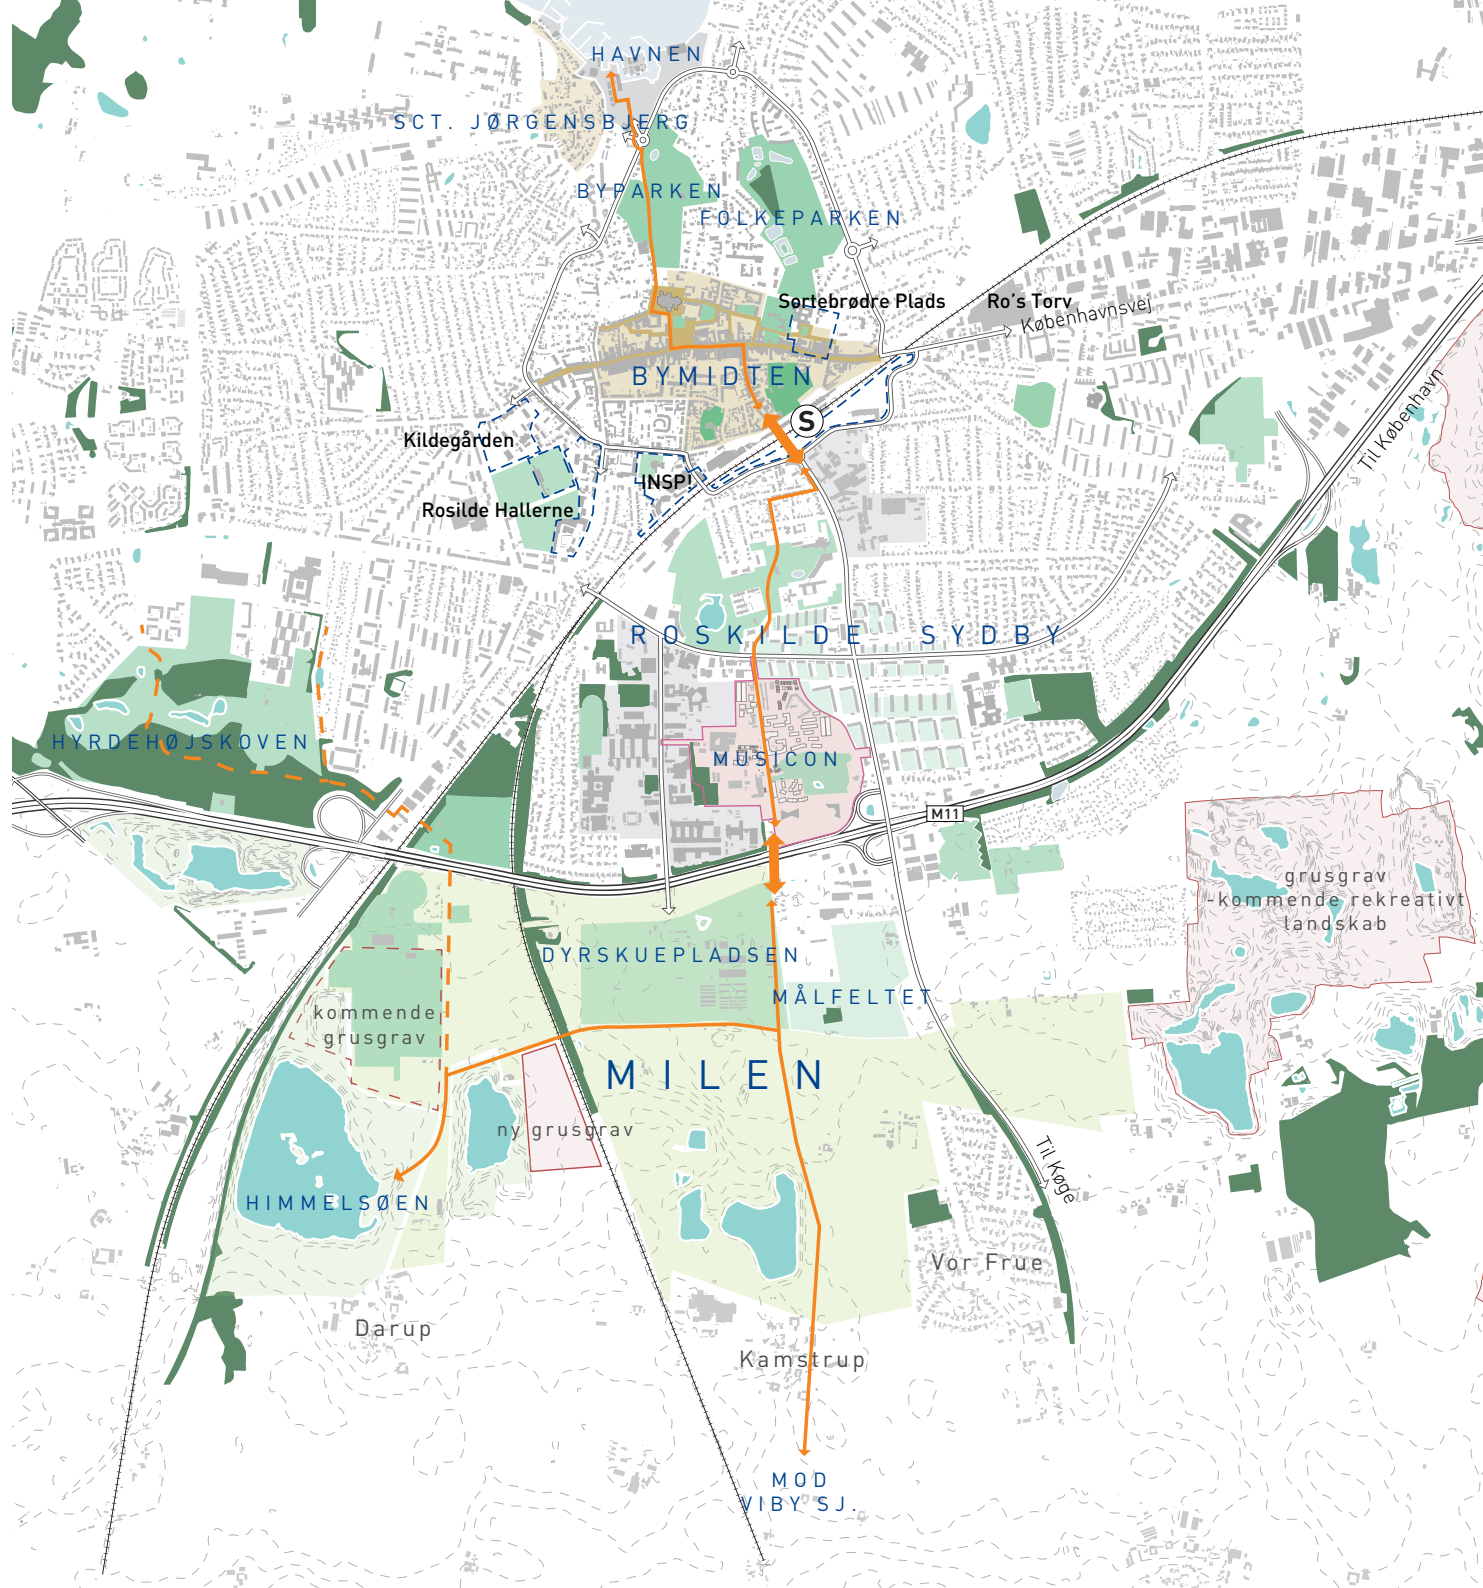 HAVNEN
SCT. JØRGENSBJERG
BYPARKEN
FOLKEPARKEN
Sortebrødre Plads
Ro's Torv
Københavnsvej
BYMIDTEN
Til København
S
Kildegården
INSP!
Rosilde Hallerne
ROSKILDE SYDBY
HYRDEHØJSKOVEN
MUSICON
M11
grusgrav
-kommende rekreativt
landskab
DYRSKUEPLADSEN
MÅLFELTET
kommende
grusgrav
MILEN
ny grusgrav
Til Køge
HIMMELSØEN
Vor Frue
Darup
Kamstrup
MOD
VIBY SJ.